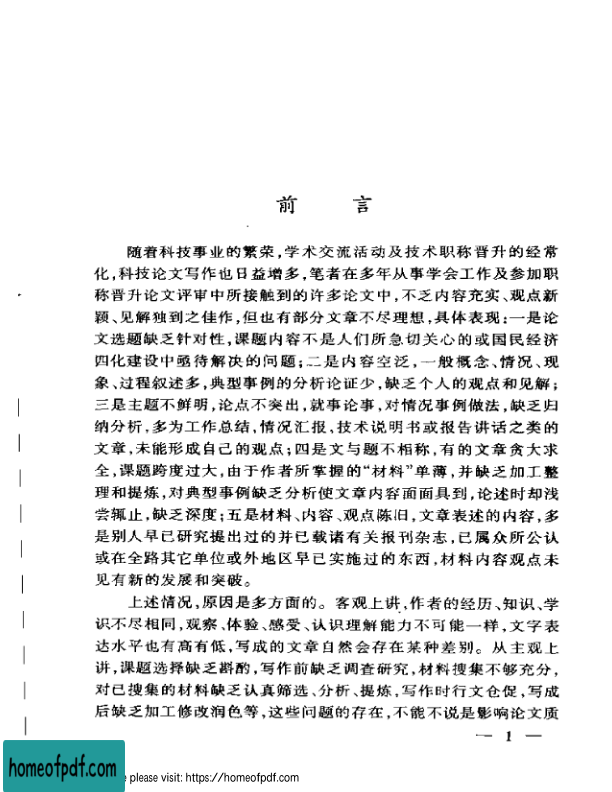 前 言
随着科技事业的繁荣,学术交流活动及技术职称晋升的经常
化,科技论文写作也日益增多,笔者在多年从事学会工作及参加职
称晋升论文评审中所接触到的许多论文中,不乏内容充实、观点新
颖、见解独到之佳作,但也有部分文章不尽理想,具体表现:一是论
文选题缺乏针对性,课题内容不是人们所急切关心的或国民经济
四化建设中亟待解决的问题;二是内容空泛,一般概念、情况、现
象、过程叙述多,典型事例的分析论证少,缺乏个人的观点和见解;
三是主题不鲜明,论点不突出,就事论事,对情况事例做法,缺乏归
纳分析,多为工作总结,情况汇报、技术说明书或报告讲话之类的
文章,未能形成自己的观点;四是文与题不相称,有的文章贪大求
全,课题跨度过大,由于作者所掌握的“材料”单薄,并缺乏加工整
理和提炼,对典型事例缺乏分析使文章内容面面具到,论述时却浅
尝辄止,缺乏深度;五是材料、内容、观点陈旧,文章表述的内容,多
是别人早已研究提出过的并已载诸有关报刊杂志,已属众所公认
或在全路其它单位或外地区早已实施过的东西,材料内容观点未
见有新的发展和突破。
上述情况,原因是多方面的。客观上讲,作者的经历、知识、学
识不尽相同,观察、体验、感受、认识理解能力不可能一样,文字表
达水平也有高有低,写成的文章自然会存在某种差别。从主观上
讲,课题选择缺乏斟酌,写作前缺乏调查研究,材料搜集不够充分,
对已搜集的材料缺乏认真筛选、分析、提炼,写作时行文仓促,写成
后缺乏加工修改润色等,这些问题的存在,不能不说是影响论文质
— 1 —
homeofpdf.com
e please visit: https://homeofpdf.com